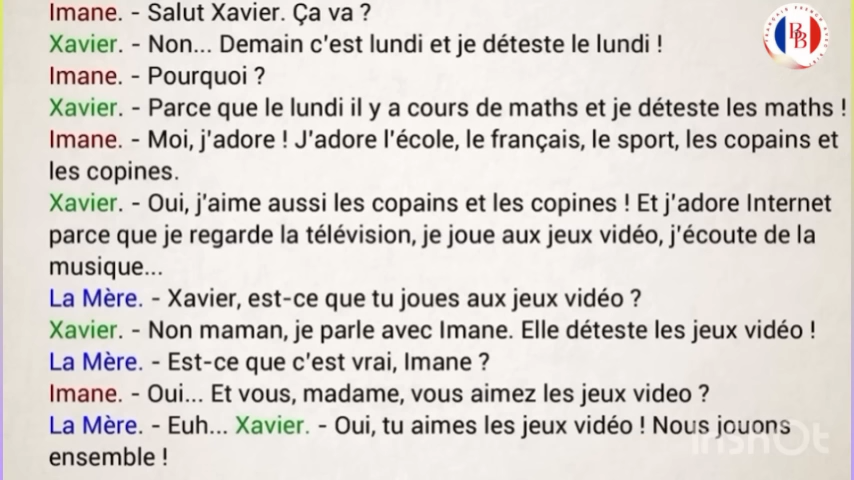 Imane. - Salut Xavier. Ça va ?
Xavier. - Non... Demain c'est lundi et je déteste le lundi !
Imane. - Pourquoi ?
Xavier. - Parce que le lundi il y a cours de maths et je déteste les maths !
Imane. - Moi, j'adore ! J'adore l'école, le français, le sport, les copains et
les copines.
Xavier. - Oui, j'aime aussi les copains et les copines ! Et j'adore Internet
parce que je regarde la télévision, je joue aux jeux vidéo, j'écoute de la
musique...
La Mère. - Xavier, est-ce que tu joues aux jeux vidéo ?
Xavier. - Non maman, je parle avec Imane. Elle déteste les jeux vidéo !
La Mère. - Est-ce que c'est vrai, Imane ?
Imane. - Oui... Et vous, madame, vous aimez les jeux video ?
La Mère. - Euh... Xavier. - Oui, tu aimes les jeux vidéo ! Nous jouons
ensemble !
InShOt